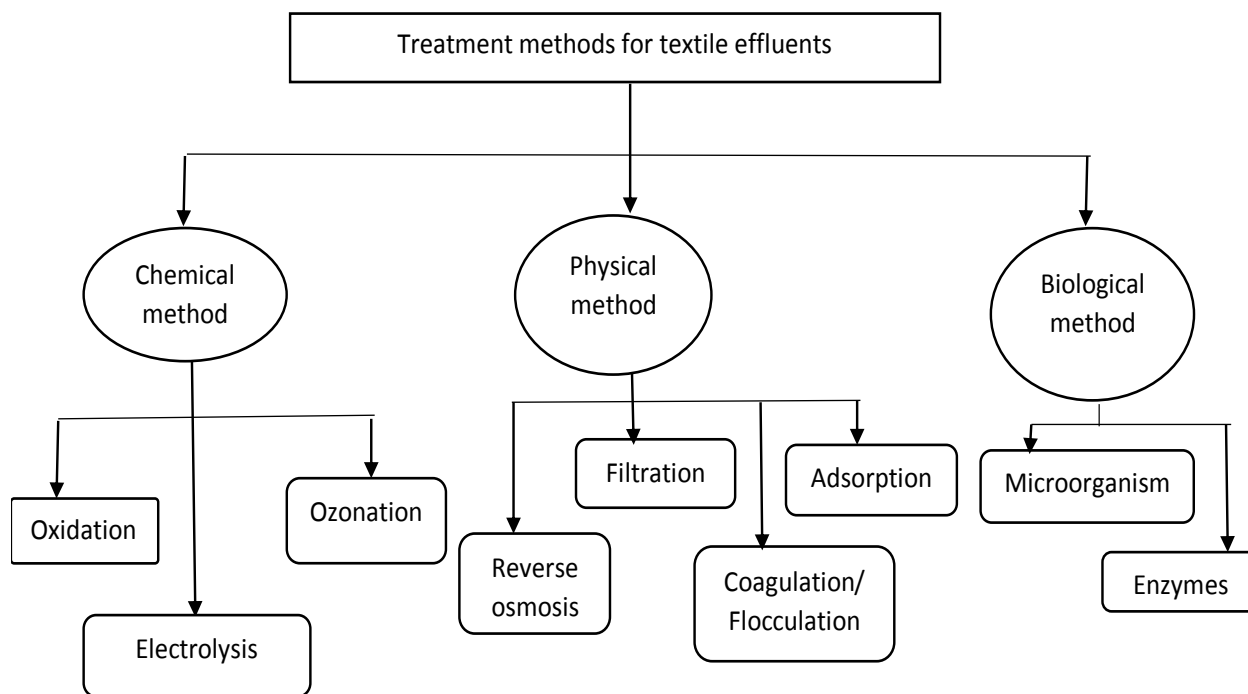 Treatment methods for textile effluents
Chemical
method
Physical
method
Biological
method
Oxidation
Electrolysis
Ozonation
Reverse
osmosis
Filtration
Coagulation/
Flocculation
Adsorption
Microorganism
Enzymes